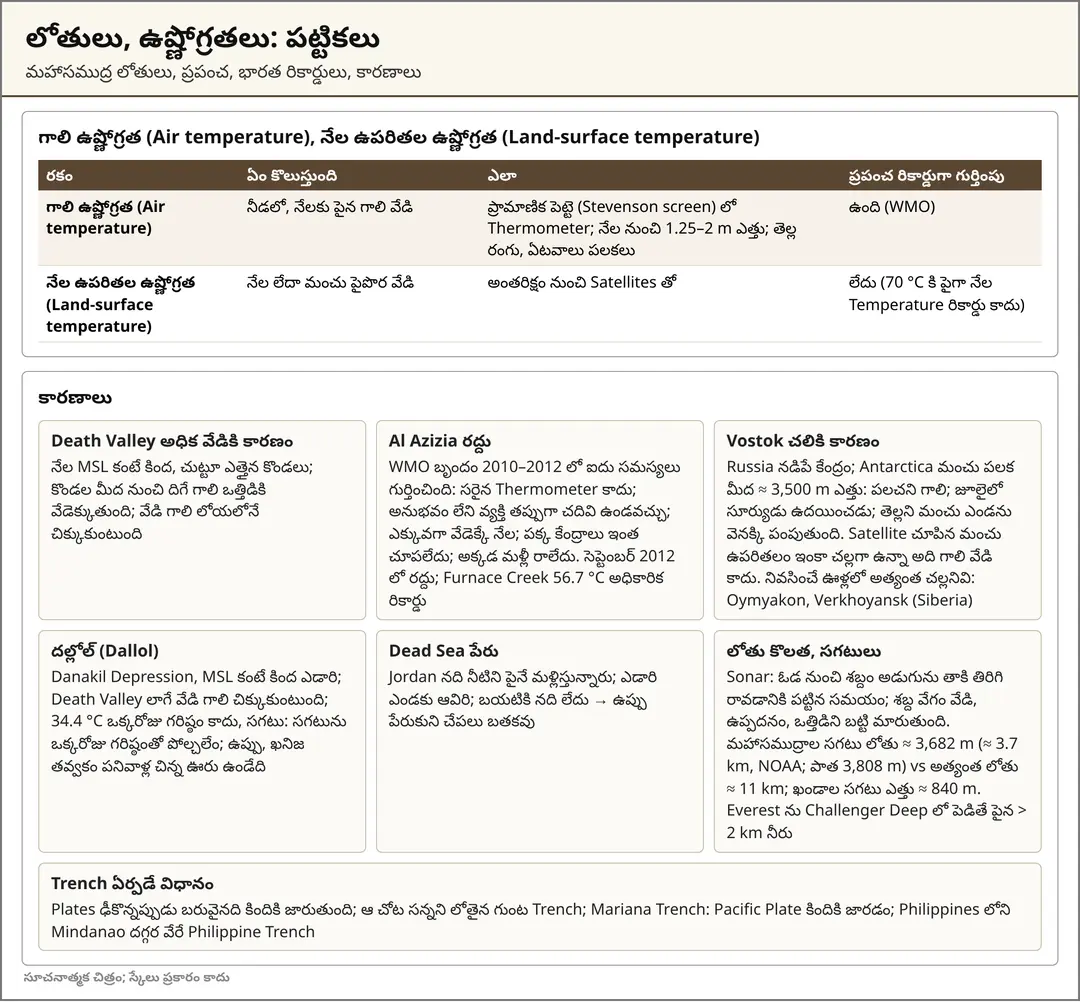 లోతులు, ఉష్ణోగ్రతలు: పట్టికలు
మహాసముద్ర లోతులు, ప్రపంచ, భారత రికార్డులు, కారణాలు
గాలి ఉష్ణోగ్రత (Air temperature), నేల ఉపరితల ఉష్ణోగ్రత (Land-surface temperature)
రకం ఏం కొలుస్తుంది ఎలా ప్రపంచ రికార్డుగా గుర్తింపు
గాలి ఉష్ణోగ్రత (Air temperature) నీడలో, నేలకు పైన గాలి వేడి ప్రామాణిక పెట్టె (Stevenson screen) లో ఉంది (WMO)
Thermometer; నేల నుంచి 1.25–2 m ఎత్తు; తెల్ల
రంగు, ఏటవాలు పలకలు
నేల ఉపరితల ఉష్ణోగ్రత నేల లేదా మంచు పైపొర వేడి అంతరిక్షం నుంచి Satellites తో లేదు (70 °C కి పైగా నేల
(Land-surface Temperature రికార్డు కాదు)
temperature)
కారణాలు
Death Valley అధిక వేడికి కారణం
నేల MSL కంటే కింద, చుట్టూ ఎత్తైన కొండలు;
కొండల మీద నుంచి దిగే గాలి ఒత్తిడికి
వేడెక్కుతుంది; వేడి గాలి లోయలోనే
చిక్కుకుంటుంది
Al Azizia రద్దు
WMO బృందం 2010–2012 లో ఐదు సమస్యలు
గుర్తించింది: సరైన Thermometer కాదు;
అనుభవం లేని వ్యక్తి తప్పుగా చదివి ఉండవచ్చు;
ఎక్కువగా వేడెక్కే నేల; పక్క కేంద్రాలు ఇంత
చూపలేదు; అక్కడ మళ్లీ రాలేదు. సెప్టెంబర్ 2012
లో రద్దు; Furnace Creek 56.7 °C అధికారిక
రికార్డు
Vostok చలికి కారణం
Russia నడిపే కేంద్రం; Antarctica మంచు పలక
మీద ≈ 3,500 m ఎత్తు: పలచని గాలి; జూలైలో
సూర్యుడు ఉదయించడు; తెల్లని మంచు ఎండను
వెనక్కి పంపుతుంది. Satellite చూపిన మంచు
ఉపరితలం ఇంకా చల్లగా ఉన్నా అది గాలి వేడి
కాదు. నివసించే ఊళ్లలో అత్యంత చల్లనివి:
Oymyakon, Verkhoyansk (Siberia)
దల్లోల్ (Dallol)
Danakil Depression, MSL కంటే కింద ఎడారి;
Death Valley లాగే వేడి గాలి చిక్కుకుంటుంది;
34.4 °C ఒక్కరోజు గరిష్ఠం కాదు, సగటు: సగటును
ఒక్కరోజు గరిష్ఠంతో పోల్చలేం; ఉప్పు, ఖనిజ
తవ్వకం పనివాళ్ల చిన్న ఊరు ఉండేది
Dead Sea పేరు
Jordan నది నీటిని పైనే మళ్లిస్తున్నారు; ఎడారి
ఎండకు ఆవిరి; బయటికి నది లేదు → ఉప్పు
పేరుకుని చేపలు బతకవు
లోతు కొలత, సగటులు
Sonar: ఓడ నుంచి శబ్దం అడుగును తాకి తిరిగి
రావడానికి పట్టిన సమయం; శబ్ద వేగం వేడి,
ఉప్పదనం, ఒత్తిడిని బట్టి మారుతుంది.
మహాసముద్రాల సగటు లోతు ≈ 3,682 m (≈ 3.7
km, NOAA; పాత 3,808 m) vs అత్యంత లోతు
≈ 11 km; ఖండాల సగటు ఎత్తు ≈ 840 m.
Everest ను Challenger Deep లో పెడితే పైన >
2 km నీరు
Trench ఏర్పడే విధానం
Plates ఢీకొన్నప్పుడు బరువైనది కిందికి జారుతుంది; ఆ చోట సన్నని లోతైన గుంట Trench; Mariana Trench: Pacific Plate కిందికి జారడం; Philippines లోని
Mindanao దగ్గర వేరే Philippine Trench
సూచనాత్మక చిత్రం; స్కేలు ప్రకారం కాదు